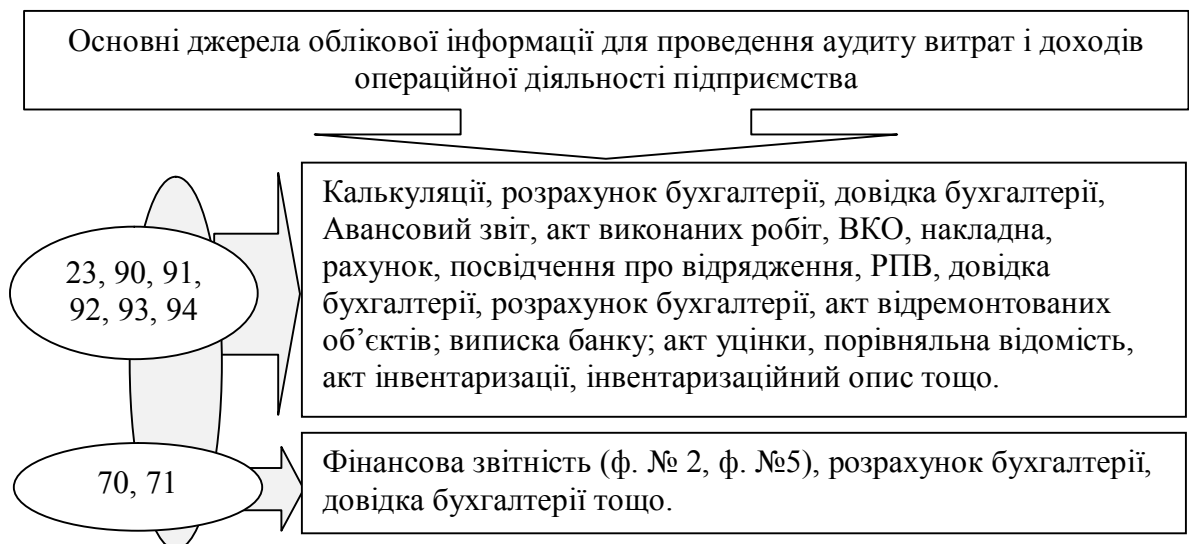 Основні джерела облікової інформації для проведення аудиту витрат і доходів
операційної діяльності підприємства
23, 90, 91,
92, 93, 94
Калькуляції, розрахунок бухгалтерії, довідка бухгалтерії,
Авансовий звіт, акт виконаних робіт, ВКО, накладна,
рахунок, посвідчення про відрядження, РПВ, довідка
бухгалтерії, розрахунок бухгалтерії, акт відремонтованих
об’єктів; виписка банку; акт уцінки, порівняльна відомість,
акт інвентаризації, інвентаризаційний опис тощо.
70, 71
Фінансова звітність (ф. № 2, ф. №5), розрахунок бухгалтерії,
довідка бухгалтерії тощо.